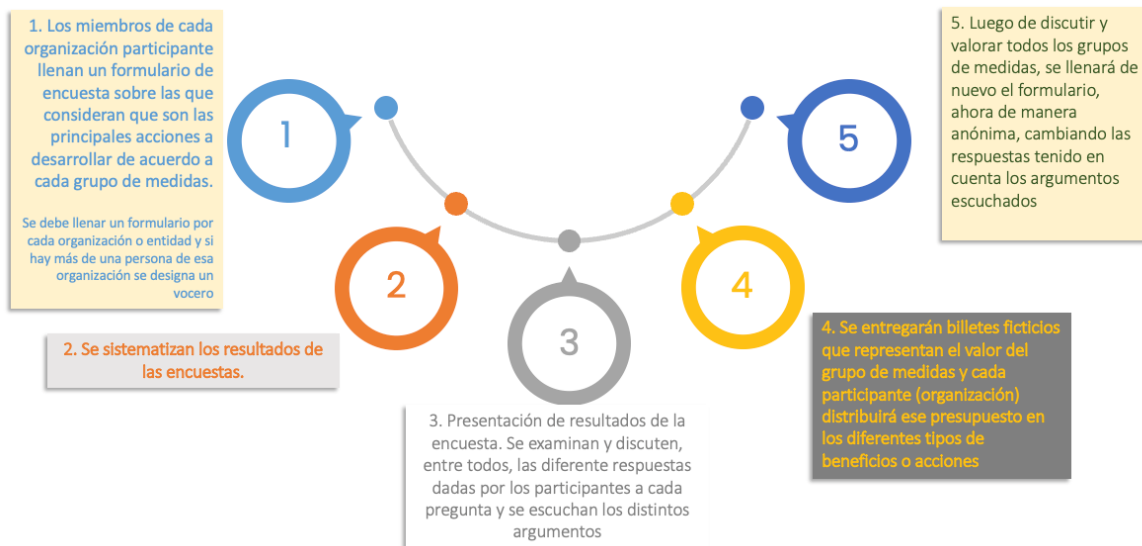 1. Los miembros de cada
organización participante
llenan un formulario de
encuesta sobre las que
consideran que son las
principales acciones a
desarrollar de acuerdo a
cada grupo de medidas.
Se debe llenar un formulario por
cada organización o entidad y si
hay más de una persona de esa
organización se designa un
vocero
1
2
3
4
5
2. Se sistematizan los resultados de
las encuestas.
3. Presentación de resultados de la
encuesta. Se examinan y discuten,
entre todos, las diferente respuestas
dadas por los participantes a cada
pregunta y se escuchan los distintos
argumentos
4. Se entregarán billetes ficticios
que representan el valor del
grupo de medidas y cada
participante (organización)
distribuirá ese presupuesto en
los diferentes tipos de
beneficios o acciones
5. Luego de discutir y
valorar todos los grupos
de medidas, se llenará de
nuevo el formulario,
ahora de manera
anónima, cambiando las
respuestas tenido en
cuenta los argumentos
escuchados